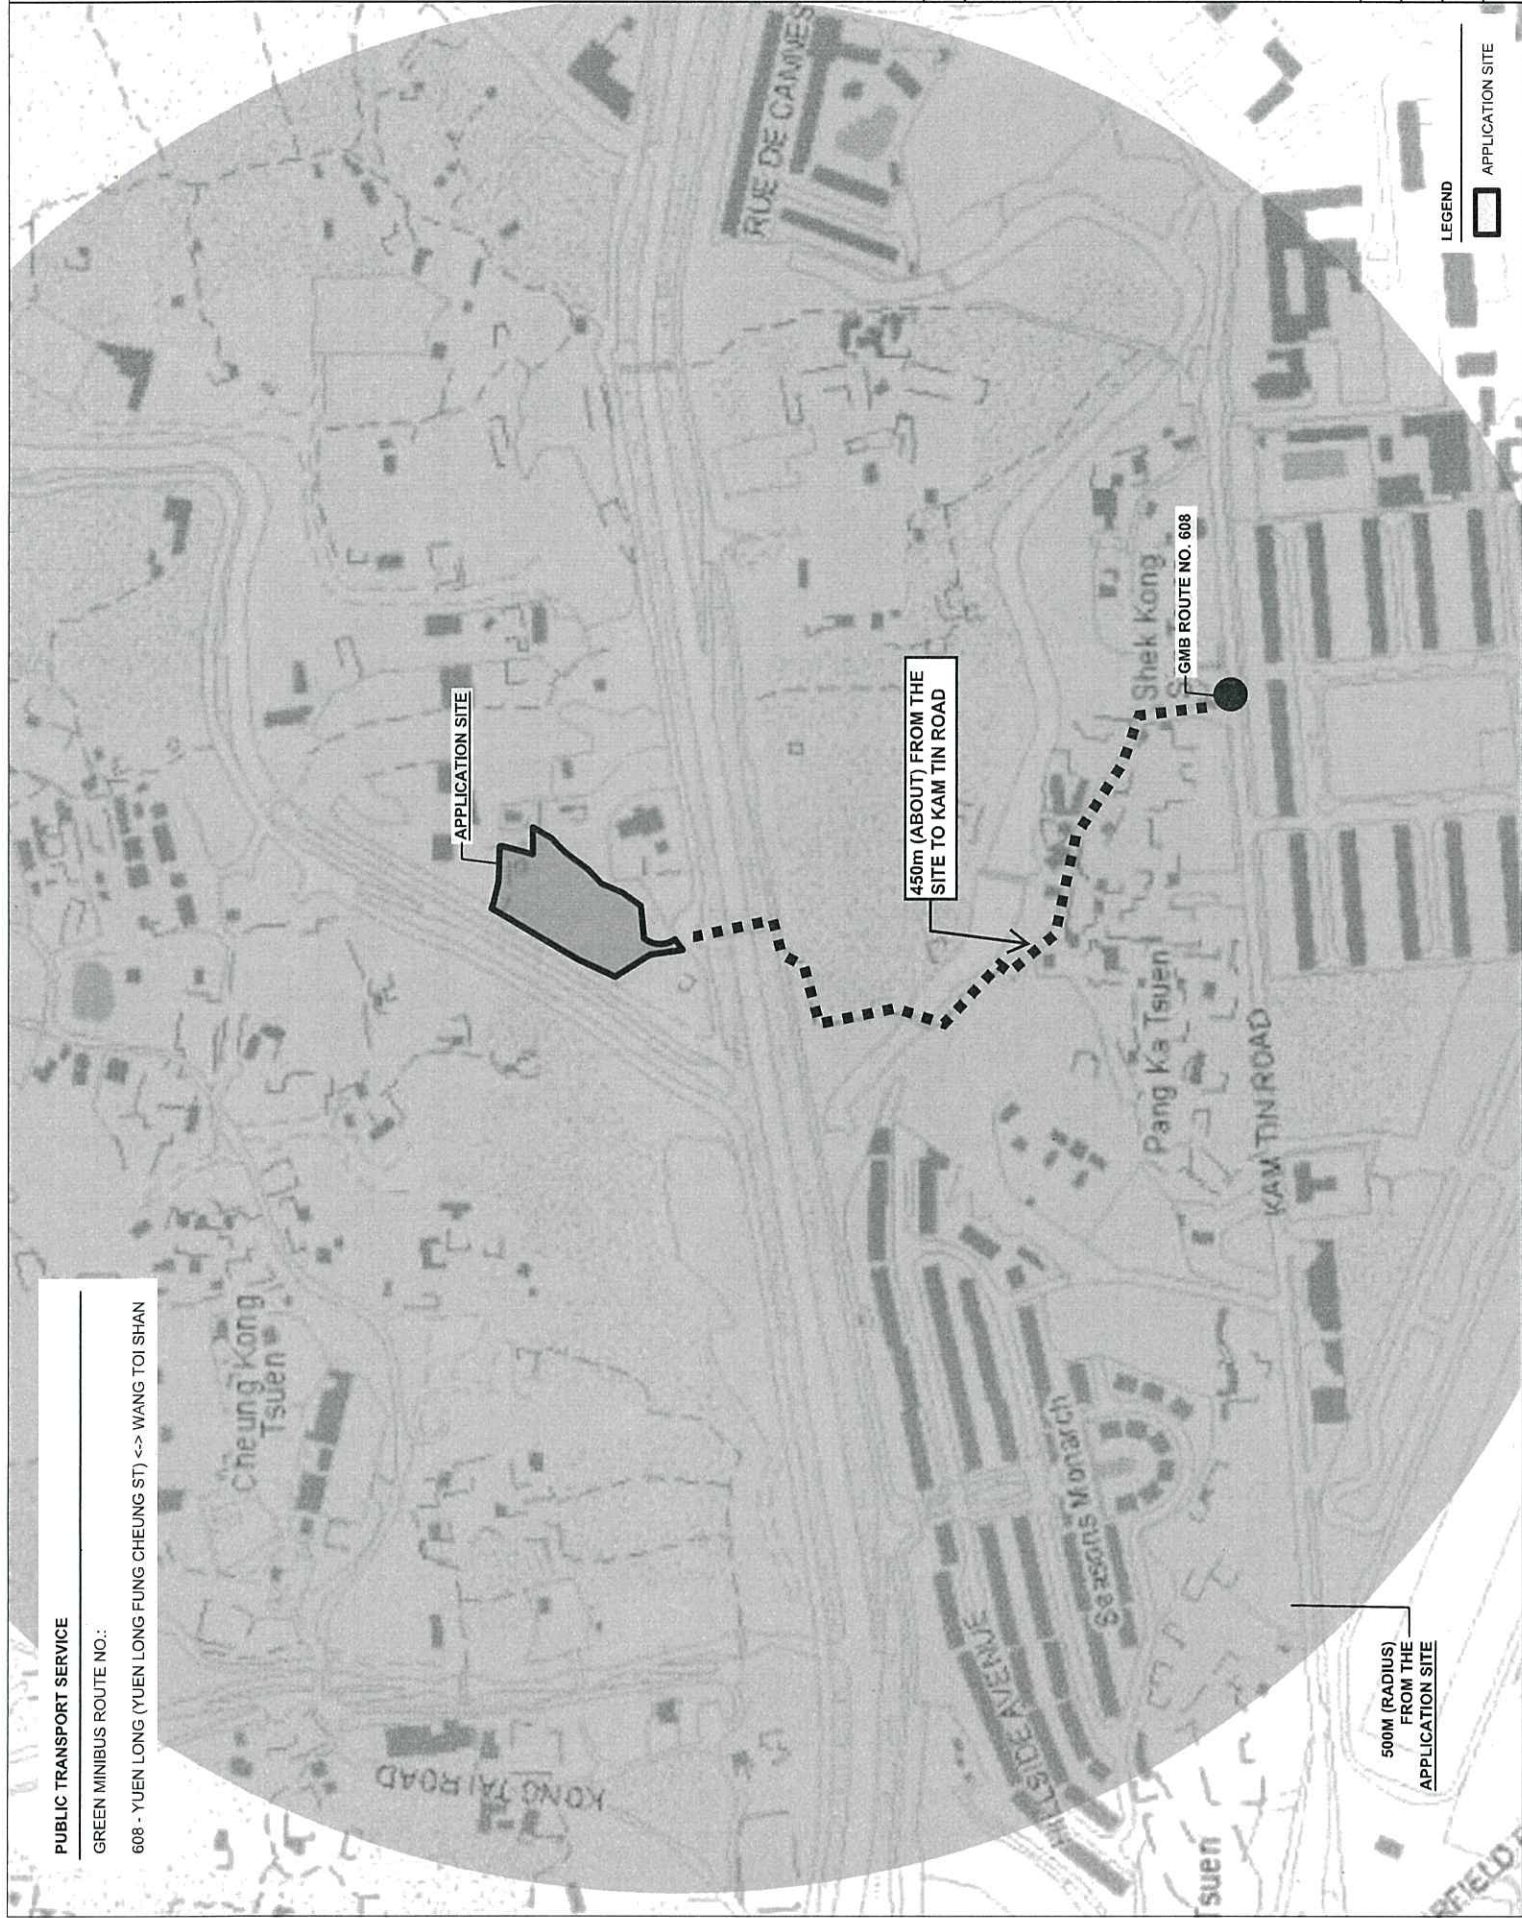 PUBLIC TRANSPORT SERVICE
GREEN MINIBUS ROUTE NO.:
608 - YUEN LONG (YUEN LONG FUNG CHEUNG ST) <-> WANG TOI SHAN
Cheung Kong
Tsuen
KONG TAI ROAD
APPLICATION SITE
RUE DE CANNES
450m (ABOUT) FROM THE
SITE TO KAM TIN ROAD
HILLSIDE AVENUE
Seasons Monarch
Pang Ka Tsuen
Shek Kong
GMB ROUTE NO. 608
KAM TIN ROAD
Tsuen
500M (RADIUS)
FROM THE
APPLICATION SITE
LEGEND
APPLICATION SITE